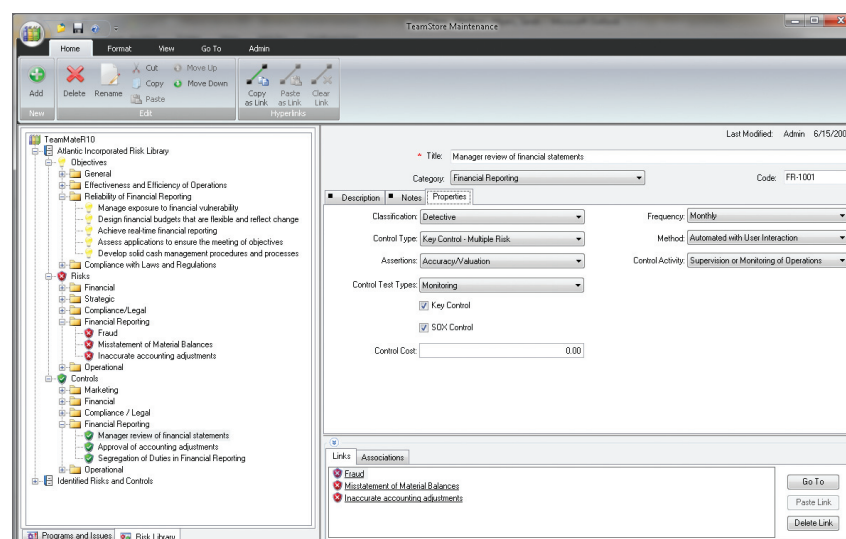 TeamStore Maintenance
Home Format View Go To Admin
Add Delete Rename Cut Copy Paste Move Up Move Down Copy as Link Paste as Link Clear Link
New Edit Hyperlinks
TeamMateR10
Atlantic Incorporated Risk Library
Objectives
General
Effectiveness and Efficiency of Operations
Reliability of Financial Reporting
Manage exposure to financial vulnerability
Design financial budgets that are flexible and reflect change
Achieve real-time financial reporting
Assess applications to ensure the meeting of objectives
Develop solid cash management procedures and processes
Compliance with Laws and Regulations
Risks
Financial
Strategic
Compliance/Legal
Financial Reporting
Fraud
Misstatement of Material Balances
Inaccurate accounting adjustments
Operational
Controls
Marketing
Financial
Compliance / Legal
Financial Reporting
Manager review of financial statements
Approval of accounting adjustments
Segregation of Duties in Financial Reporting
Operational
Identified Risks and Controls
Programs and Issues Risk Library
Last Modified: Admin 6/15/200
* Title: Manager review of financial statements
Category: Financial Reporting Code: FR-1001
Description Notes Properties
Classification: Detective Frequency: Monthly
Control Type: Key Control - Multiple Risk Method: Automated with User Interaction
Assertions: Accuracy/Valuation Control Activity: Supervision or Monitoring of Operations
Control Test Types: Monitoring
Key Control
SOX Control
Control Cost: 0.00
Links Associations
Fraud
Misstatement of Material Balances
Inaccurate accounting adjustments
Go To
Paste Link
Delete Link